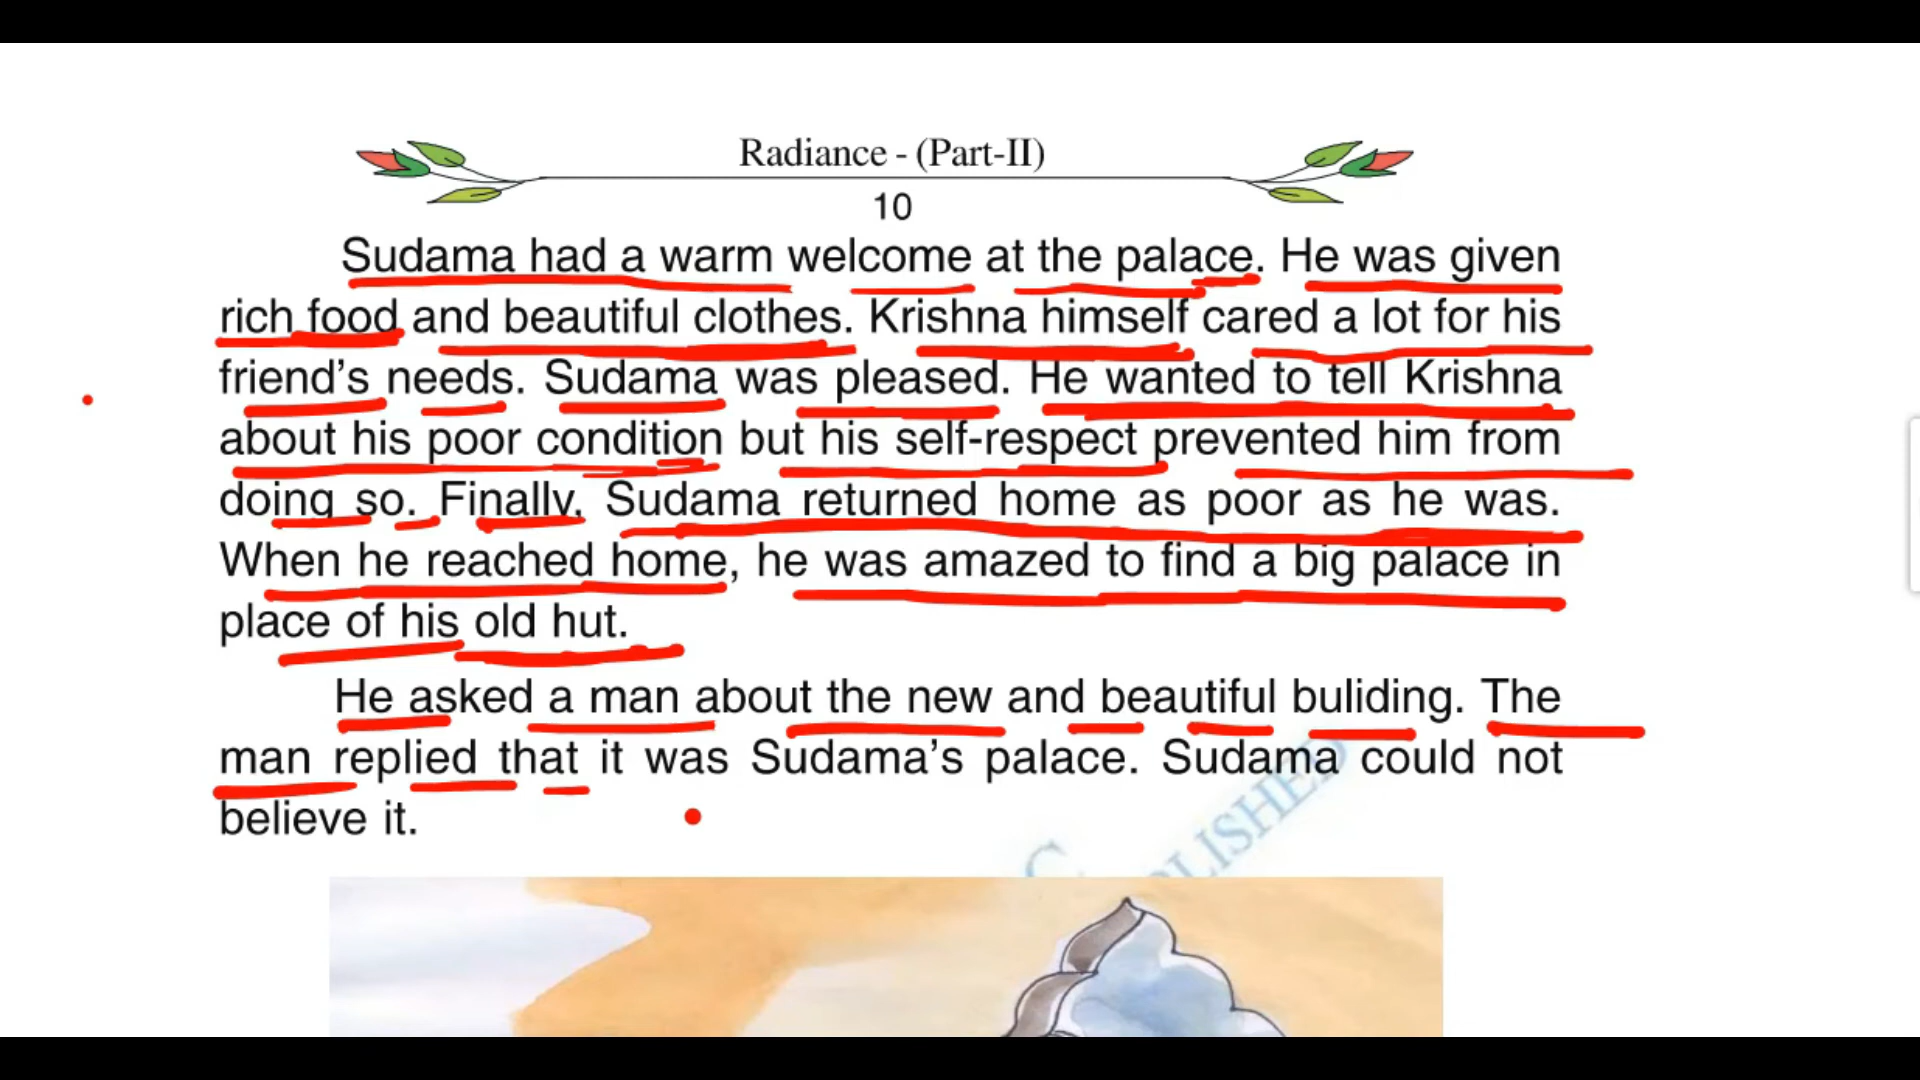 Radiance - (Part-II)
10
Sudama had a warm welcome at the palace. He was given
rich food and beautiful clothes. Krishna himself cared a lot for his
friend’s needs. Sudama was pleased. He wanted to tell Krishna
about his poor condition but his self-respect prevented him from
doing so. Finally, Sudama returned home as poor as he was.
When he reached home, he was amazed to find a big palace in
place of his old hut.
He asked a man about the new and beautiful buliding. The
man replied that it was Sudama’s palace. Sudama could not
believe it.